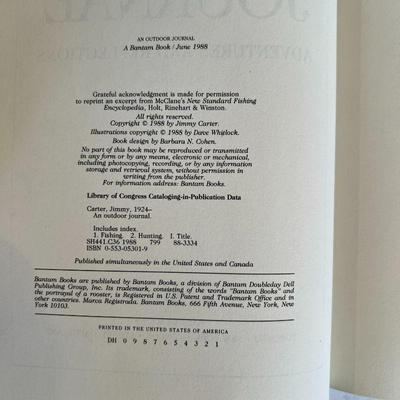 JOURNAL
ADVENTURES AND REFLECTIONS
AN OUTDOOR JOURNAL
A Bantam Book / June 1988
Grateful acknowledgment is made for permission
to reprint an excerpt from McClane's New Standard Fishing
Encyclopedia, Holt, Rinehart & Winston.
All rights reserved.
Copyright © 1988 by Jimmy Carter.
Illustrations copyright © 1988 by Dave Whitlock.
Book design by Barbara N. Cohen.
No part of this book may be reproduced or transmitted
in any form or by any means, electronic or mechanical,
including photocopying, recording, or by any information
storage and retrieval system, without permission in
writing from the publisher.
For information address: Bantam Books.
Library of Congress Cataloging-in-Publication Data
Carter, Jimmy, 1924–
An outdoor journal.
Includes index.
1. Fishing. 2. Hunting. I. Title.
SH441.C36 1988 799 88-3334
ISBN 0-553-05301-9
Published simultaneously in the United States and Canada
Bantam Books are published by Bantam Books, a division of Bantam Doubleday Dell
Publishing Group, Inc. Its trademark, consisting of the words "Bantam Books" and
the portrayal of a rooster, is Registered in U.S. Patent and Trademark Office and in
other countries. Marca Registrada. Bantam Books, 666 Fifth Avenue, New York, New
York 10103.
PRINTED IN THE UNITED STATES OF AMERICA
DH 0 9 8 7 6 5 4 3 2 1